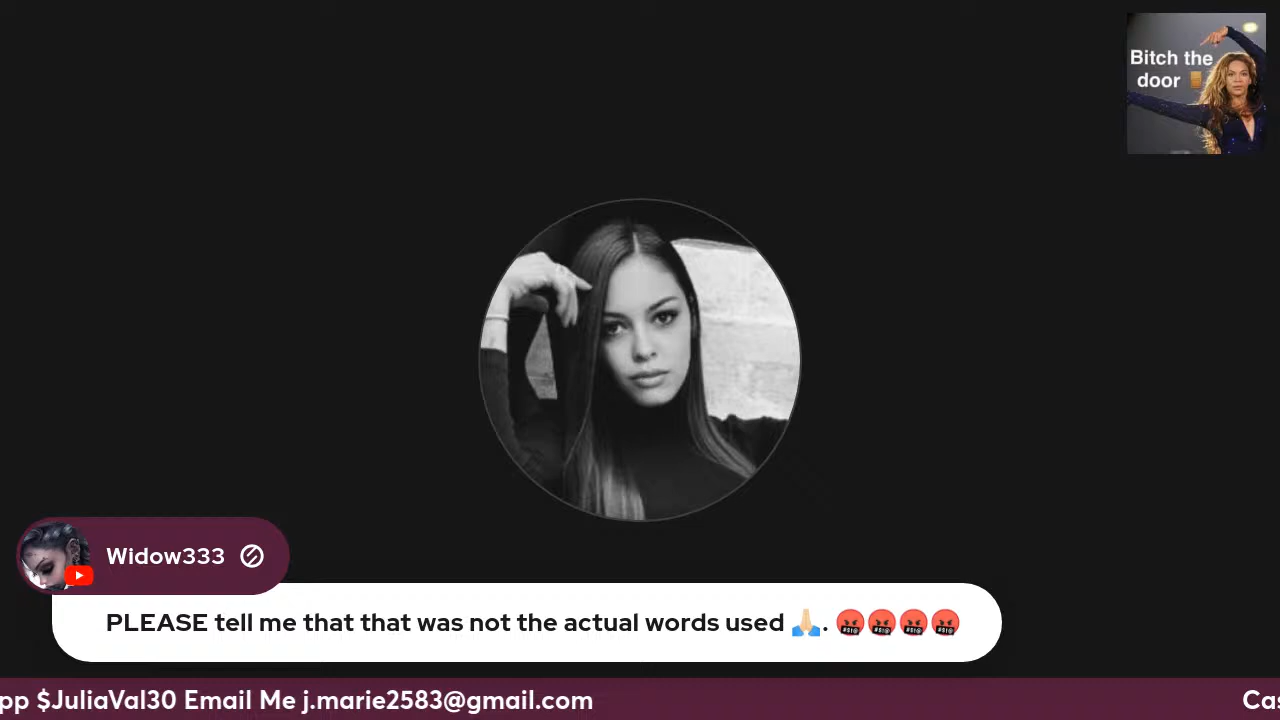 Bitch the
door 🚪
Widow333
PLEASE tell me that that was not the actual words used 🙏🏼. 🤬🤬🤬🤬
pp $JuliaVal30 Email Me j.marie2583@gmail.com
Cas